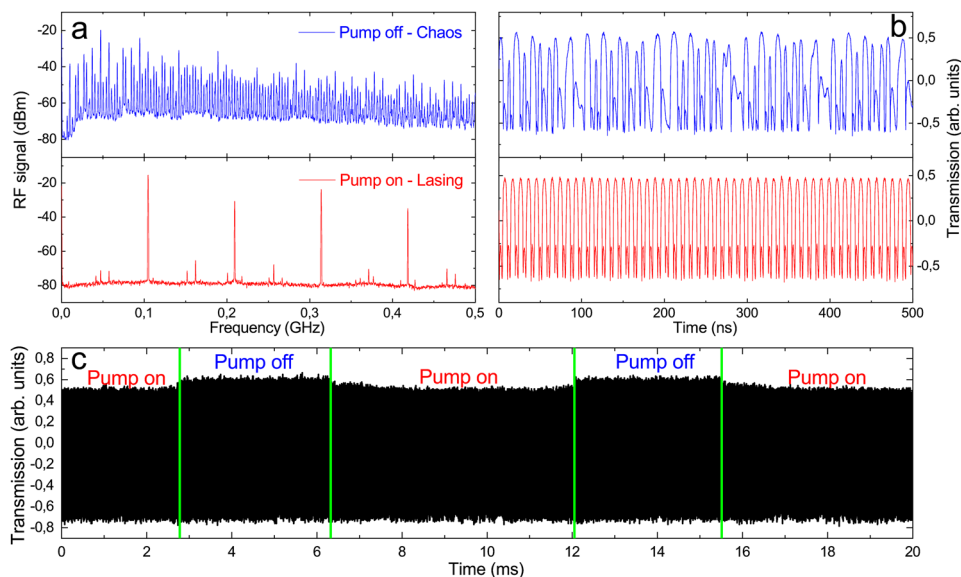 a
Pump off - Chaos
-20
-40
-60
-80
Pump on - Lasing
-20
-40
-60
-80
RF signal (dBm)
0,0 0,1 0,2 0,3 0,4 0,5
Frequency (GHz)
b
0,5
0,0
-0,5
0,5
0,0
-0,5
Transmission (arb. units)
0 100 200 300 400 500
Time (ns)
c
Pump on
Pump off
Pump on
Pump off
Pump on
0,8
0,6
0,4
0,2
0,0
-0,2
-0,4
-0,6
-0,8
Transmission (arb. units)
0 2 4 6 8 10 12 14 16 18 20
Time (ms)